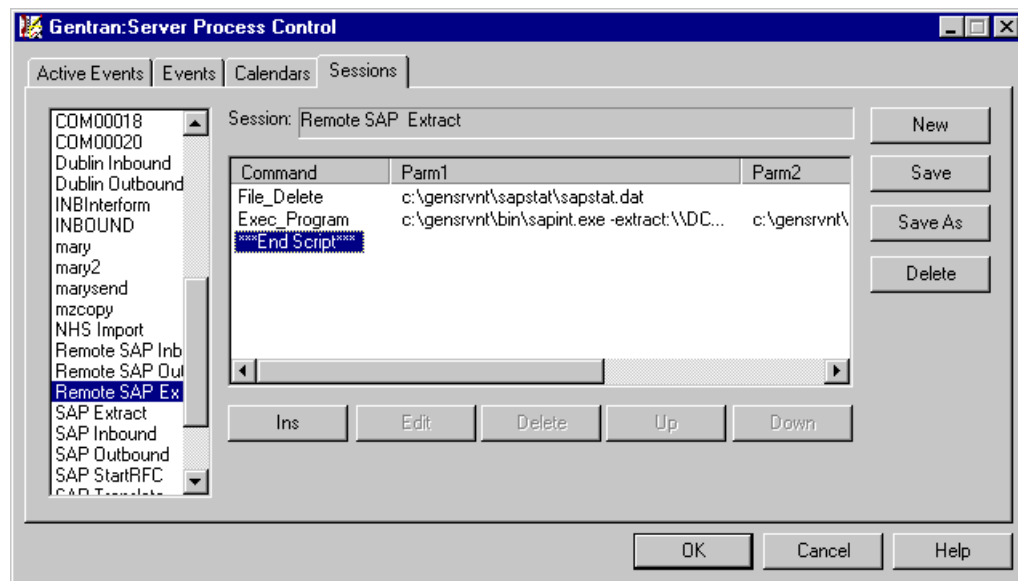 Gentran:Server Process Control
Active Events Events Calendars Sessions
COM00018
COM00020
Dublin Inbound
Dublin Outbound
INBInterform
INBOUND
mary
mary2
marysend
mzcopy
NHS Import
Remote SAP Inb
Remote SAP Out
Remote SAP Ex
SAP Extract
SAP Inbound
SAP Outbound
SAP StartRFC
Session: Remote SAP Extract
Command Parm1 Parm2
File_Delete c:\gensrvnt\sapstat\sapstat.dat
Exec_Program c:\gensrvnt\bin\sapint.exe -extract:\\DC... c:\gensrvnt\
***End Script***
Ins Edit Delete Up Down
New
Save
Save As
Delete
OK Cancel Help